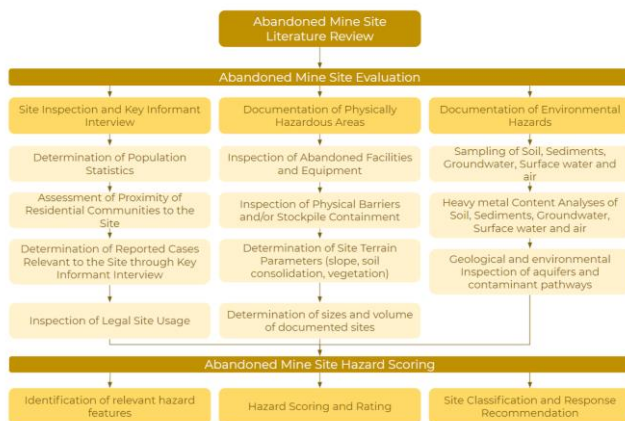 Abandoned Mine Site
Literature Review
Abandoned Mine Site Evaluation
Site Inspection and Key Informant
Interview
Determination of Population
Statistics
Assessment of Proximity of
Residential Communities to the
Site
Determination of Reported Cases
Relevant to the Site through Key
Informant Interview
Inspection of Legal Site Usage
Documentation of Physically
Hazardous Areas
Inspection of Abandoned Facilities
and Equipment
Inspection of Physical Barriers
and/or Stockpile Containment
Determination of Site Terrain
Parameters (slope, soil
consolidation, vegetation)
Determination of sizes and volume
of documented sites
Documentation of Environmental
Hazards
Sampling of Soil, Sediments,
Groundwater, Surface water and
air
Heavy metal Content Analyses of
Soil, Sediments, Groundwater,
Surface water and air
Geological and environmental
Inspection of aquifers and
contaminant pathways
Abandoned Mine Site Hazard Scoring
Identification of relevant hazard
features
Hazard Scoring and Rating
Site Classification and Response
Recommendation